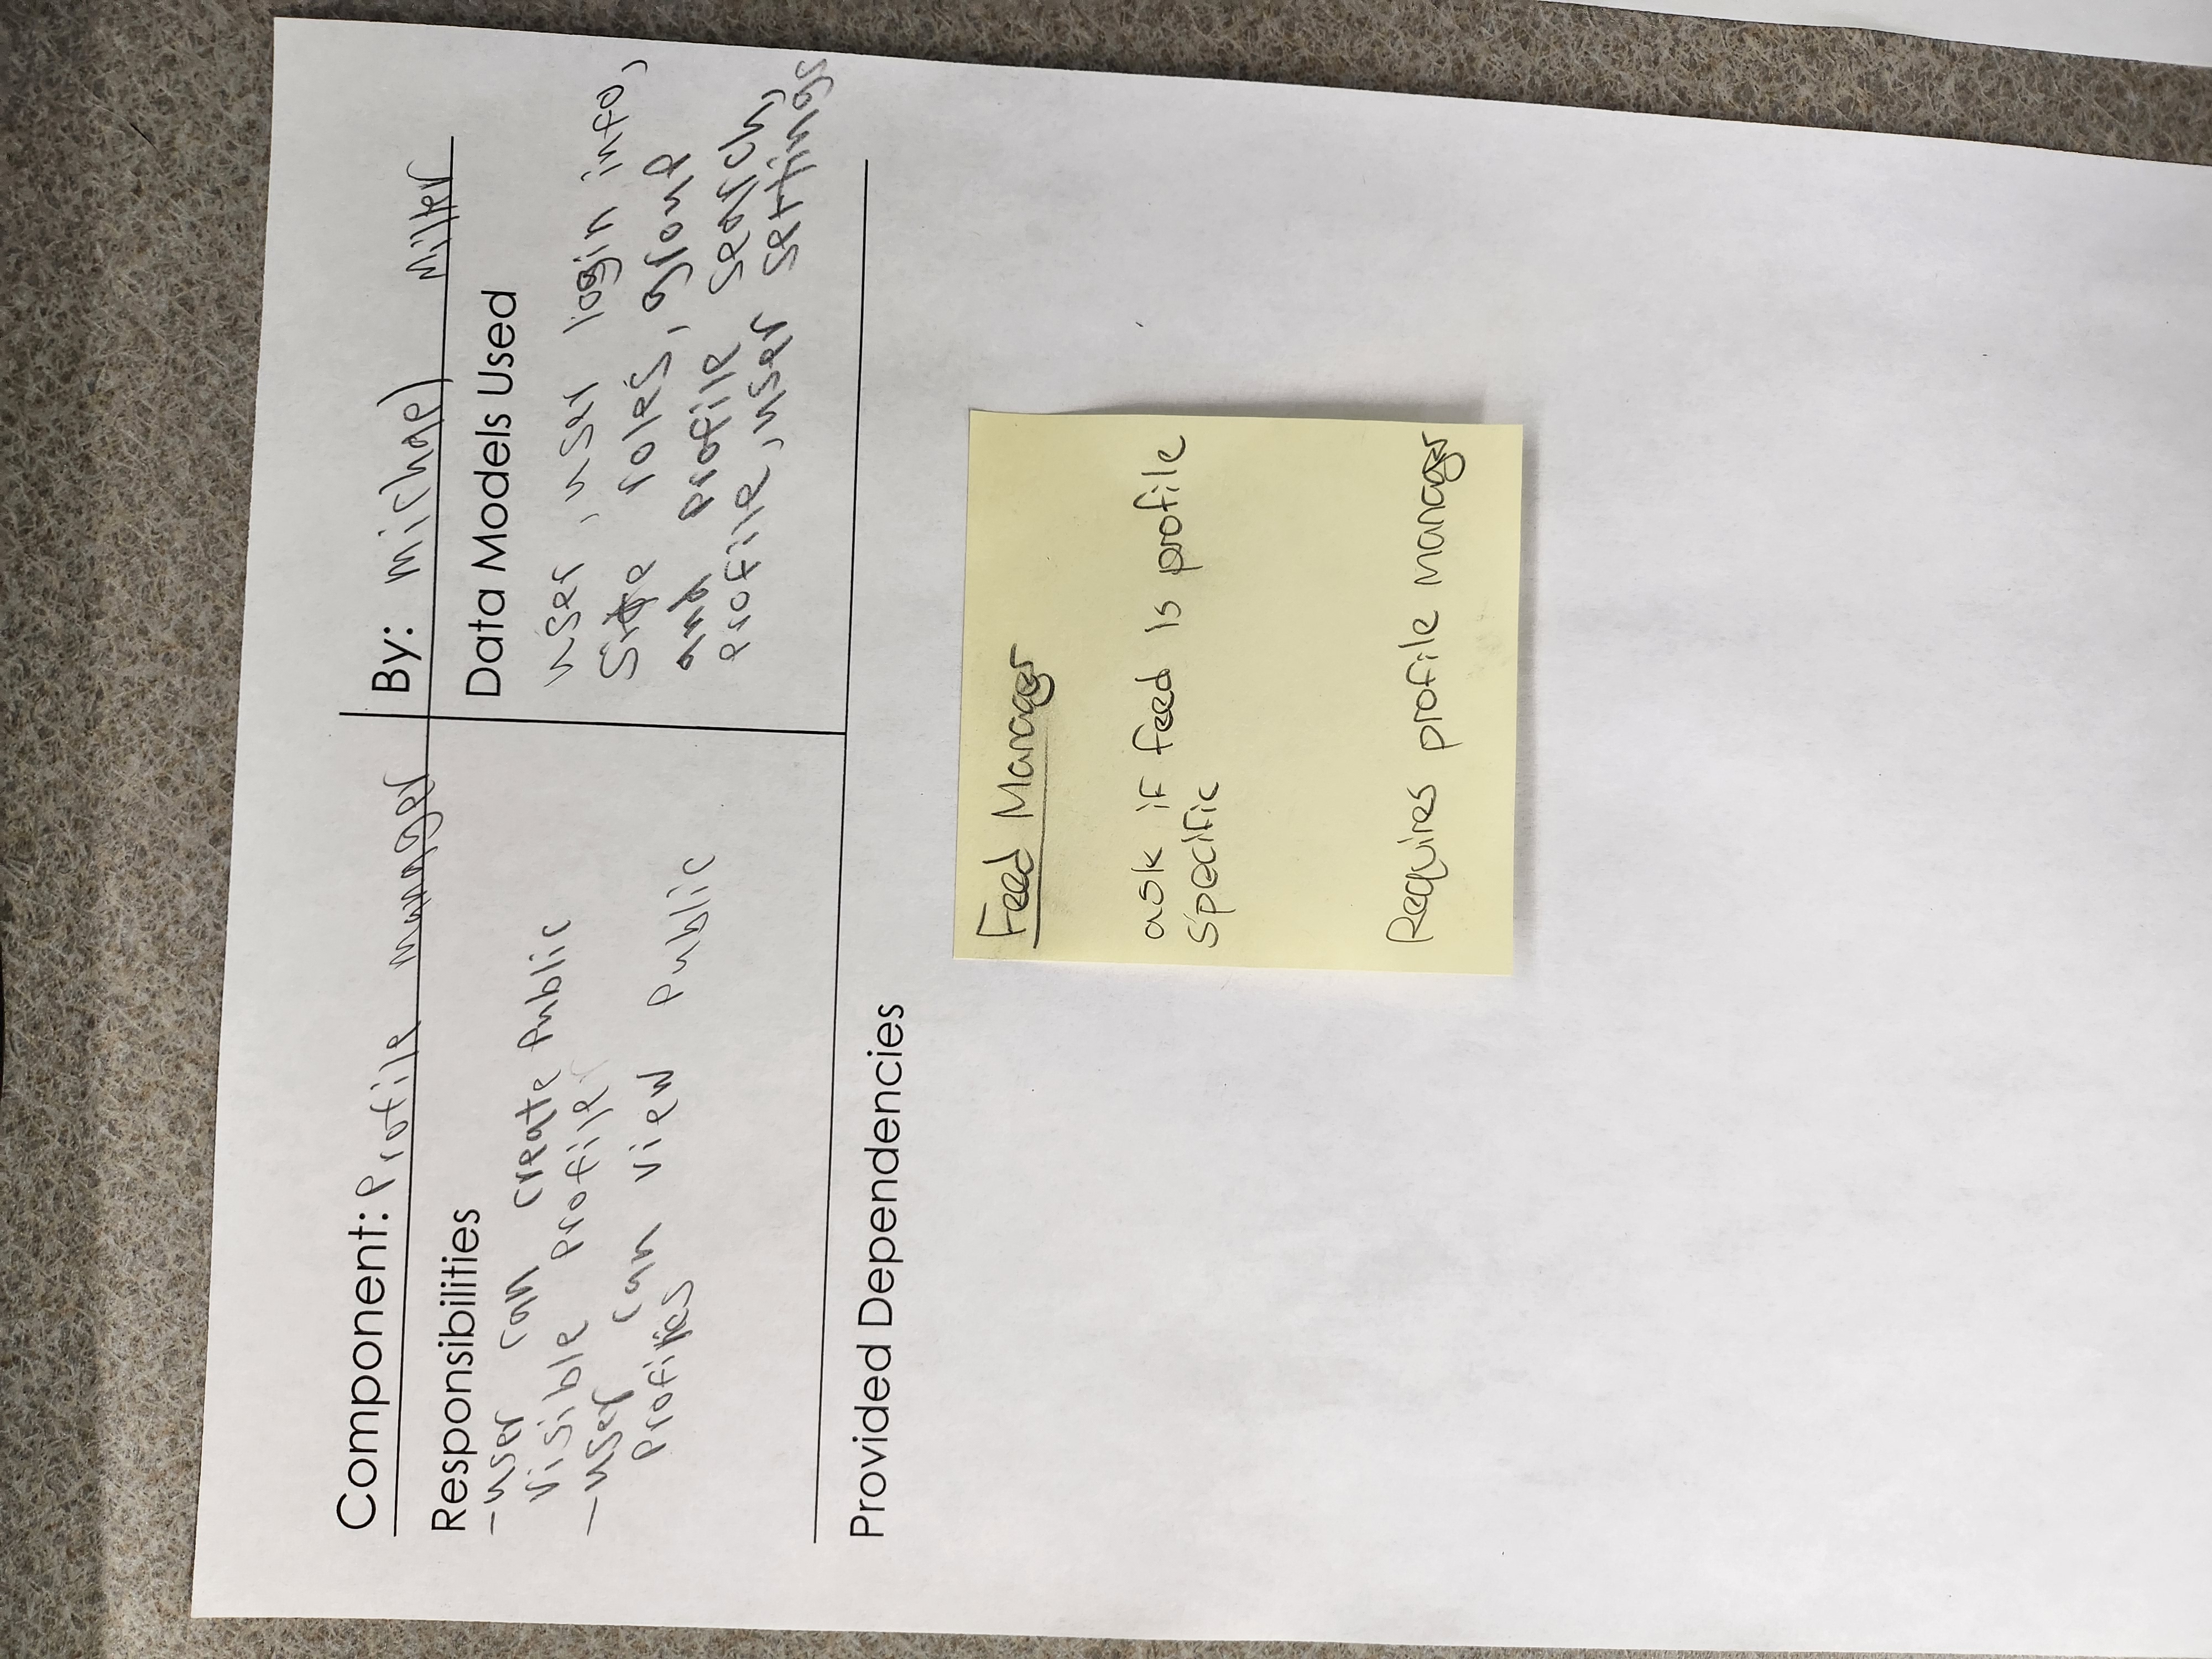 Component: Profile manager
By: michael Miller
Responsibilities
-user can create Public
visible Profile
-user can view Public
Profiles
Data Models Used
user, user login info,
Site roles, group
and Profile search,
Profile, user settings
Provided Dependencies
Feed Manager
ask if feed is profile
specific
Requires profile manager